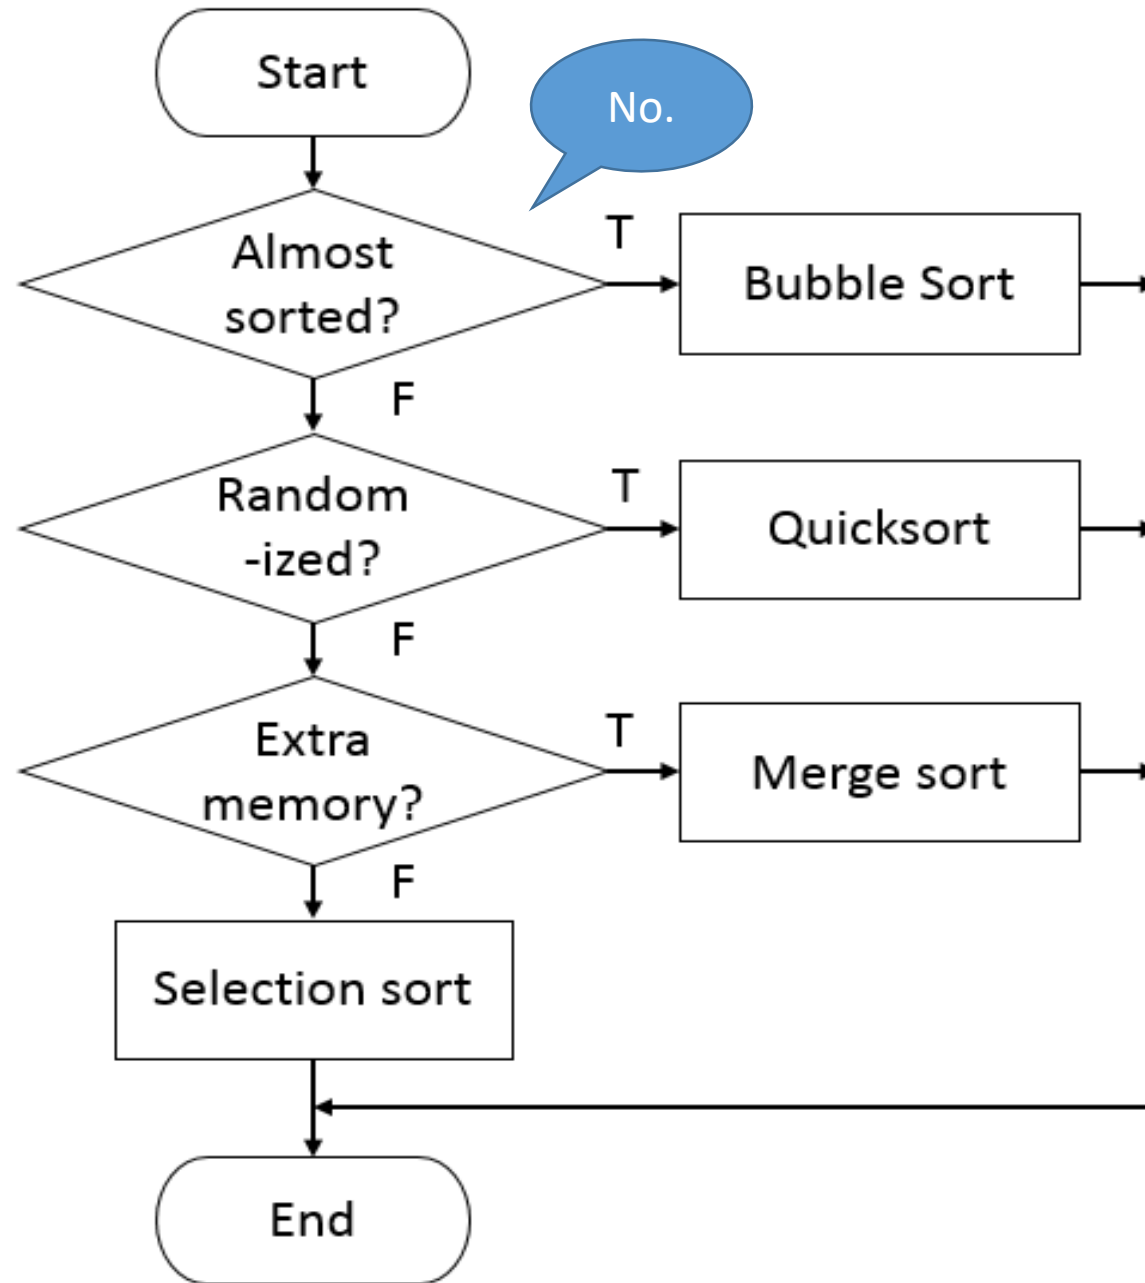 Start
No.
Almost
sorted?
T
Bubble Sort
F
Random
-ized?
T
Quicksort
F
Extra
memory?
T
Merge sort
F
Selection sort
End